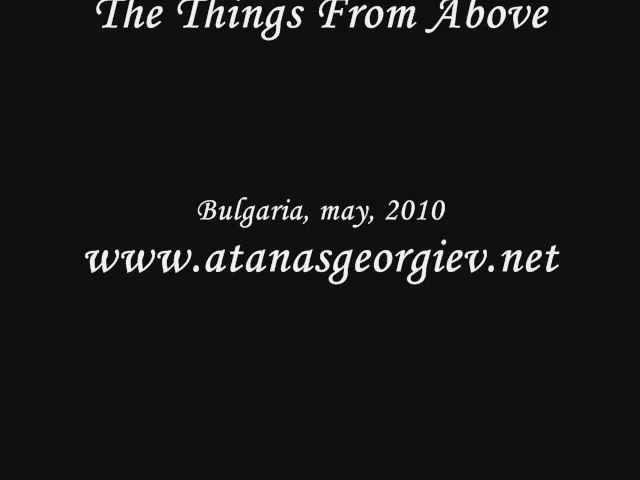 The Things From Above
Bulgaria, may, 2010
www.atanasgeorgiev.net